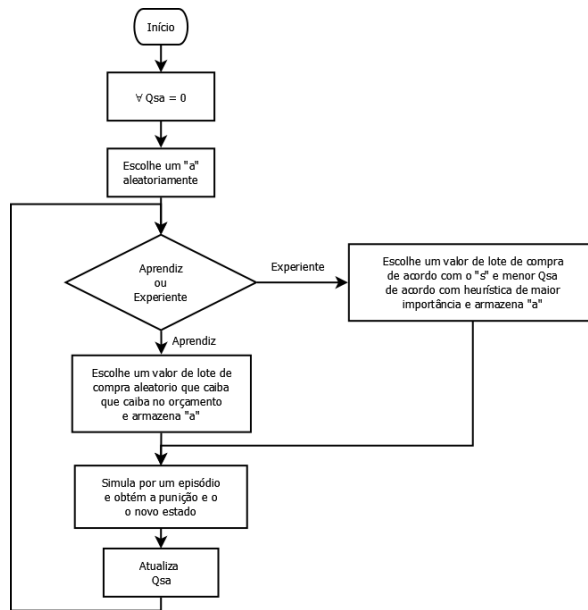 Início
∀ Qsa = 0
Escolhe um "a"
aleatoriamente
Aprendiz
ou
Experiente
Experiente
Escolhe um valor de lote de compra
de acordo com o "s" e menor Qsa
de acordo com heurística de maior
importância e armazena "a"
Aprendiz
Escolhe um valor de lote de
compra aleatorio que caiba
que caiba no orçamento
e armazena "a"
Simula por um episódio
e obtém a punição e o
o novo estado
Atualiza
Qsa